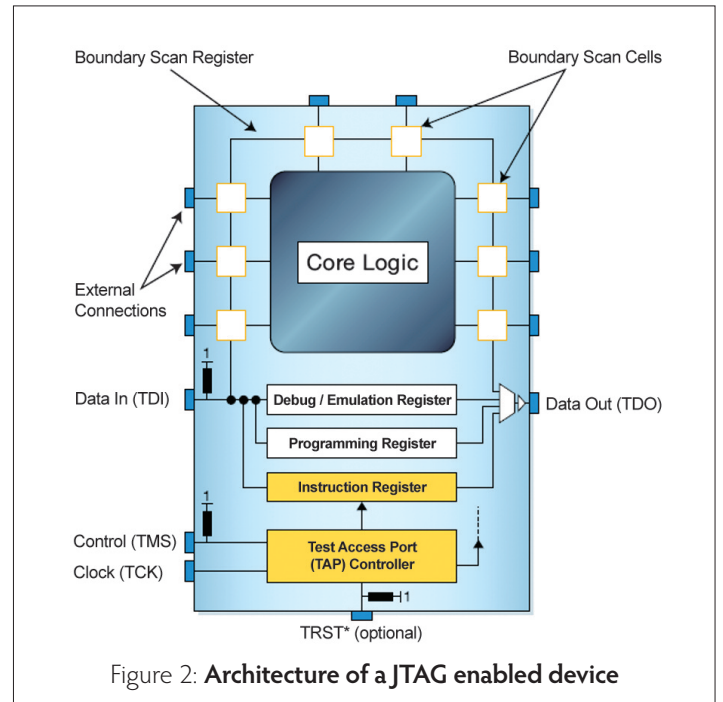 Boundary Scan Register
Boundary Scan Cells
Core Logic
External
Connections
1
Data In (TDI)
Debug / Emulation Register
Data Out (TDO)
Programming Register
Instruction Register
1
Control (TMS)
Test Access Port
(TAP) Controller
Clock (TCK)
1
TRST* (optional)
Figure 2: Architecture of a JTAG enabled device